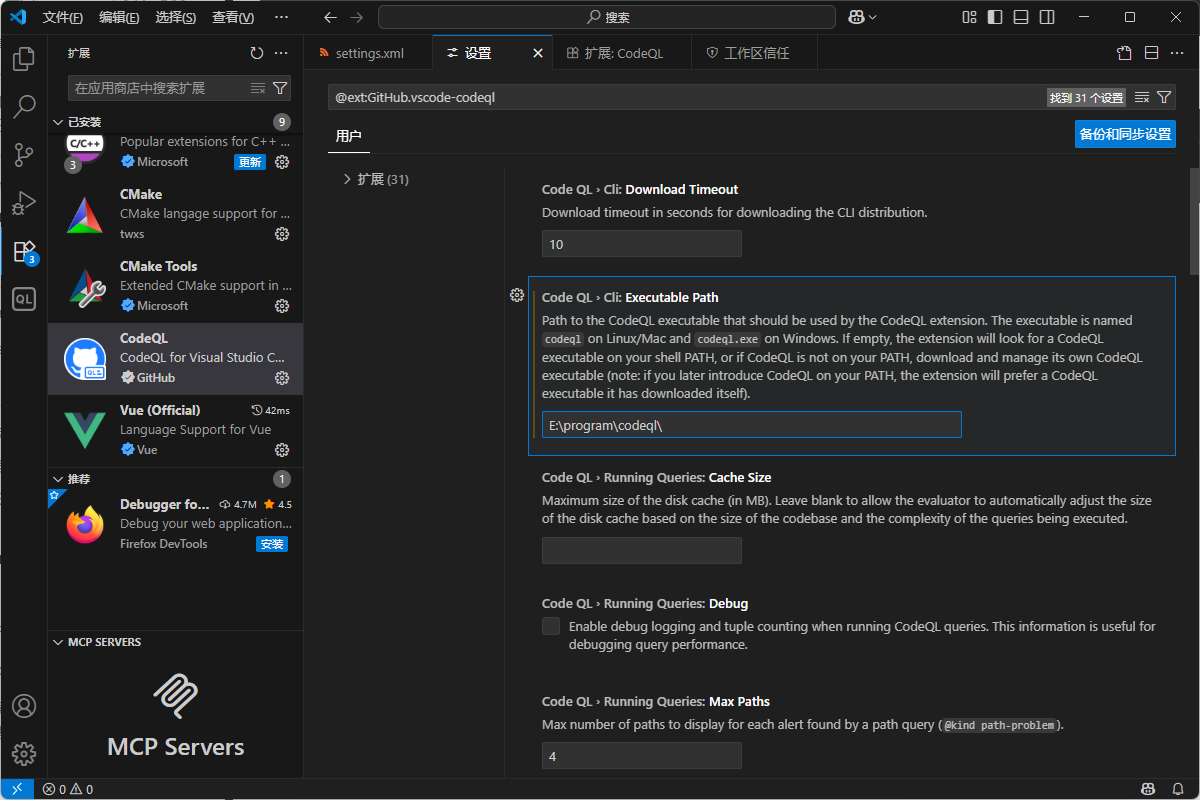 文件(F) 编辑(E) 选择(S) 查看(V) ···
搜索
扩展
在应用商店中搜索扩展
已安装 9
C/C++
3
Popular extensions for C++ ...
Microsoft 更新
CMake
CMake langage support for ...
twxs
CMake Tools
Extended CMake support in ...
Microsoft
CodeQL
CodeQL for Visual Studio C...
GitHub
Vue (Official) 42ms
Language Support for Vue
Vue
推荐 1
Debugger fo... 4.7M 4.5
Debug your web application...
Firefox DevTools 安装
MCP SERVERS
MCP Servers
3
QL
settings.xml 设置 扩展: CodeQL 工作区信任
@ext:GitHub.vscode-codeql 找到 31 个设置
用户 备份和同步设置
扩展 (31)
Code QL › Cli: Download Timeout
Download timeout in seconds for downloading the CLI distribution.
10
Code QL › Cli: Executable Path
Path to the CodeQL executable that should be used by the CodeQL extension. The executable is named
codeql on Linux/Mac and codeql.exe on Windows. If empty, the extension will look for a CodeQL
executable on your shell PATH, or if CodeQL is not on your PATH, download and manage its own CodeQL
executable (note: if you later introduce CodeQL on your PATH, the extension will prefer a CodeQL
executable it has downloaded itself).
E:\program\codeql\
Code QL › Running Queries: Cache Size
Maximum size of the disk cache (in MB). Leave blank to allow the evaluator to automatically adjust the size
of the disk cache based on the size of the codebase and the complexity of the queries being executed.
Code QL › Running Queries: Debug
Enable debug logging and tuple counting when running CodeQL queries. This information is useful for
debugging query performance.
Code QL › Running Queries: Max Paths
Max number of paths to display for each alert found by a path query (@kind path-problem).
4
0 0